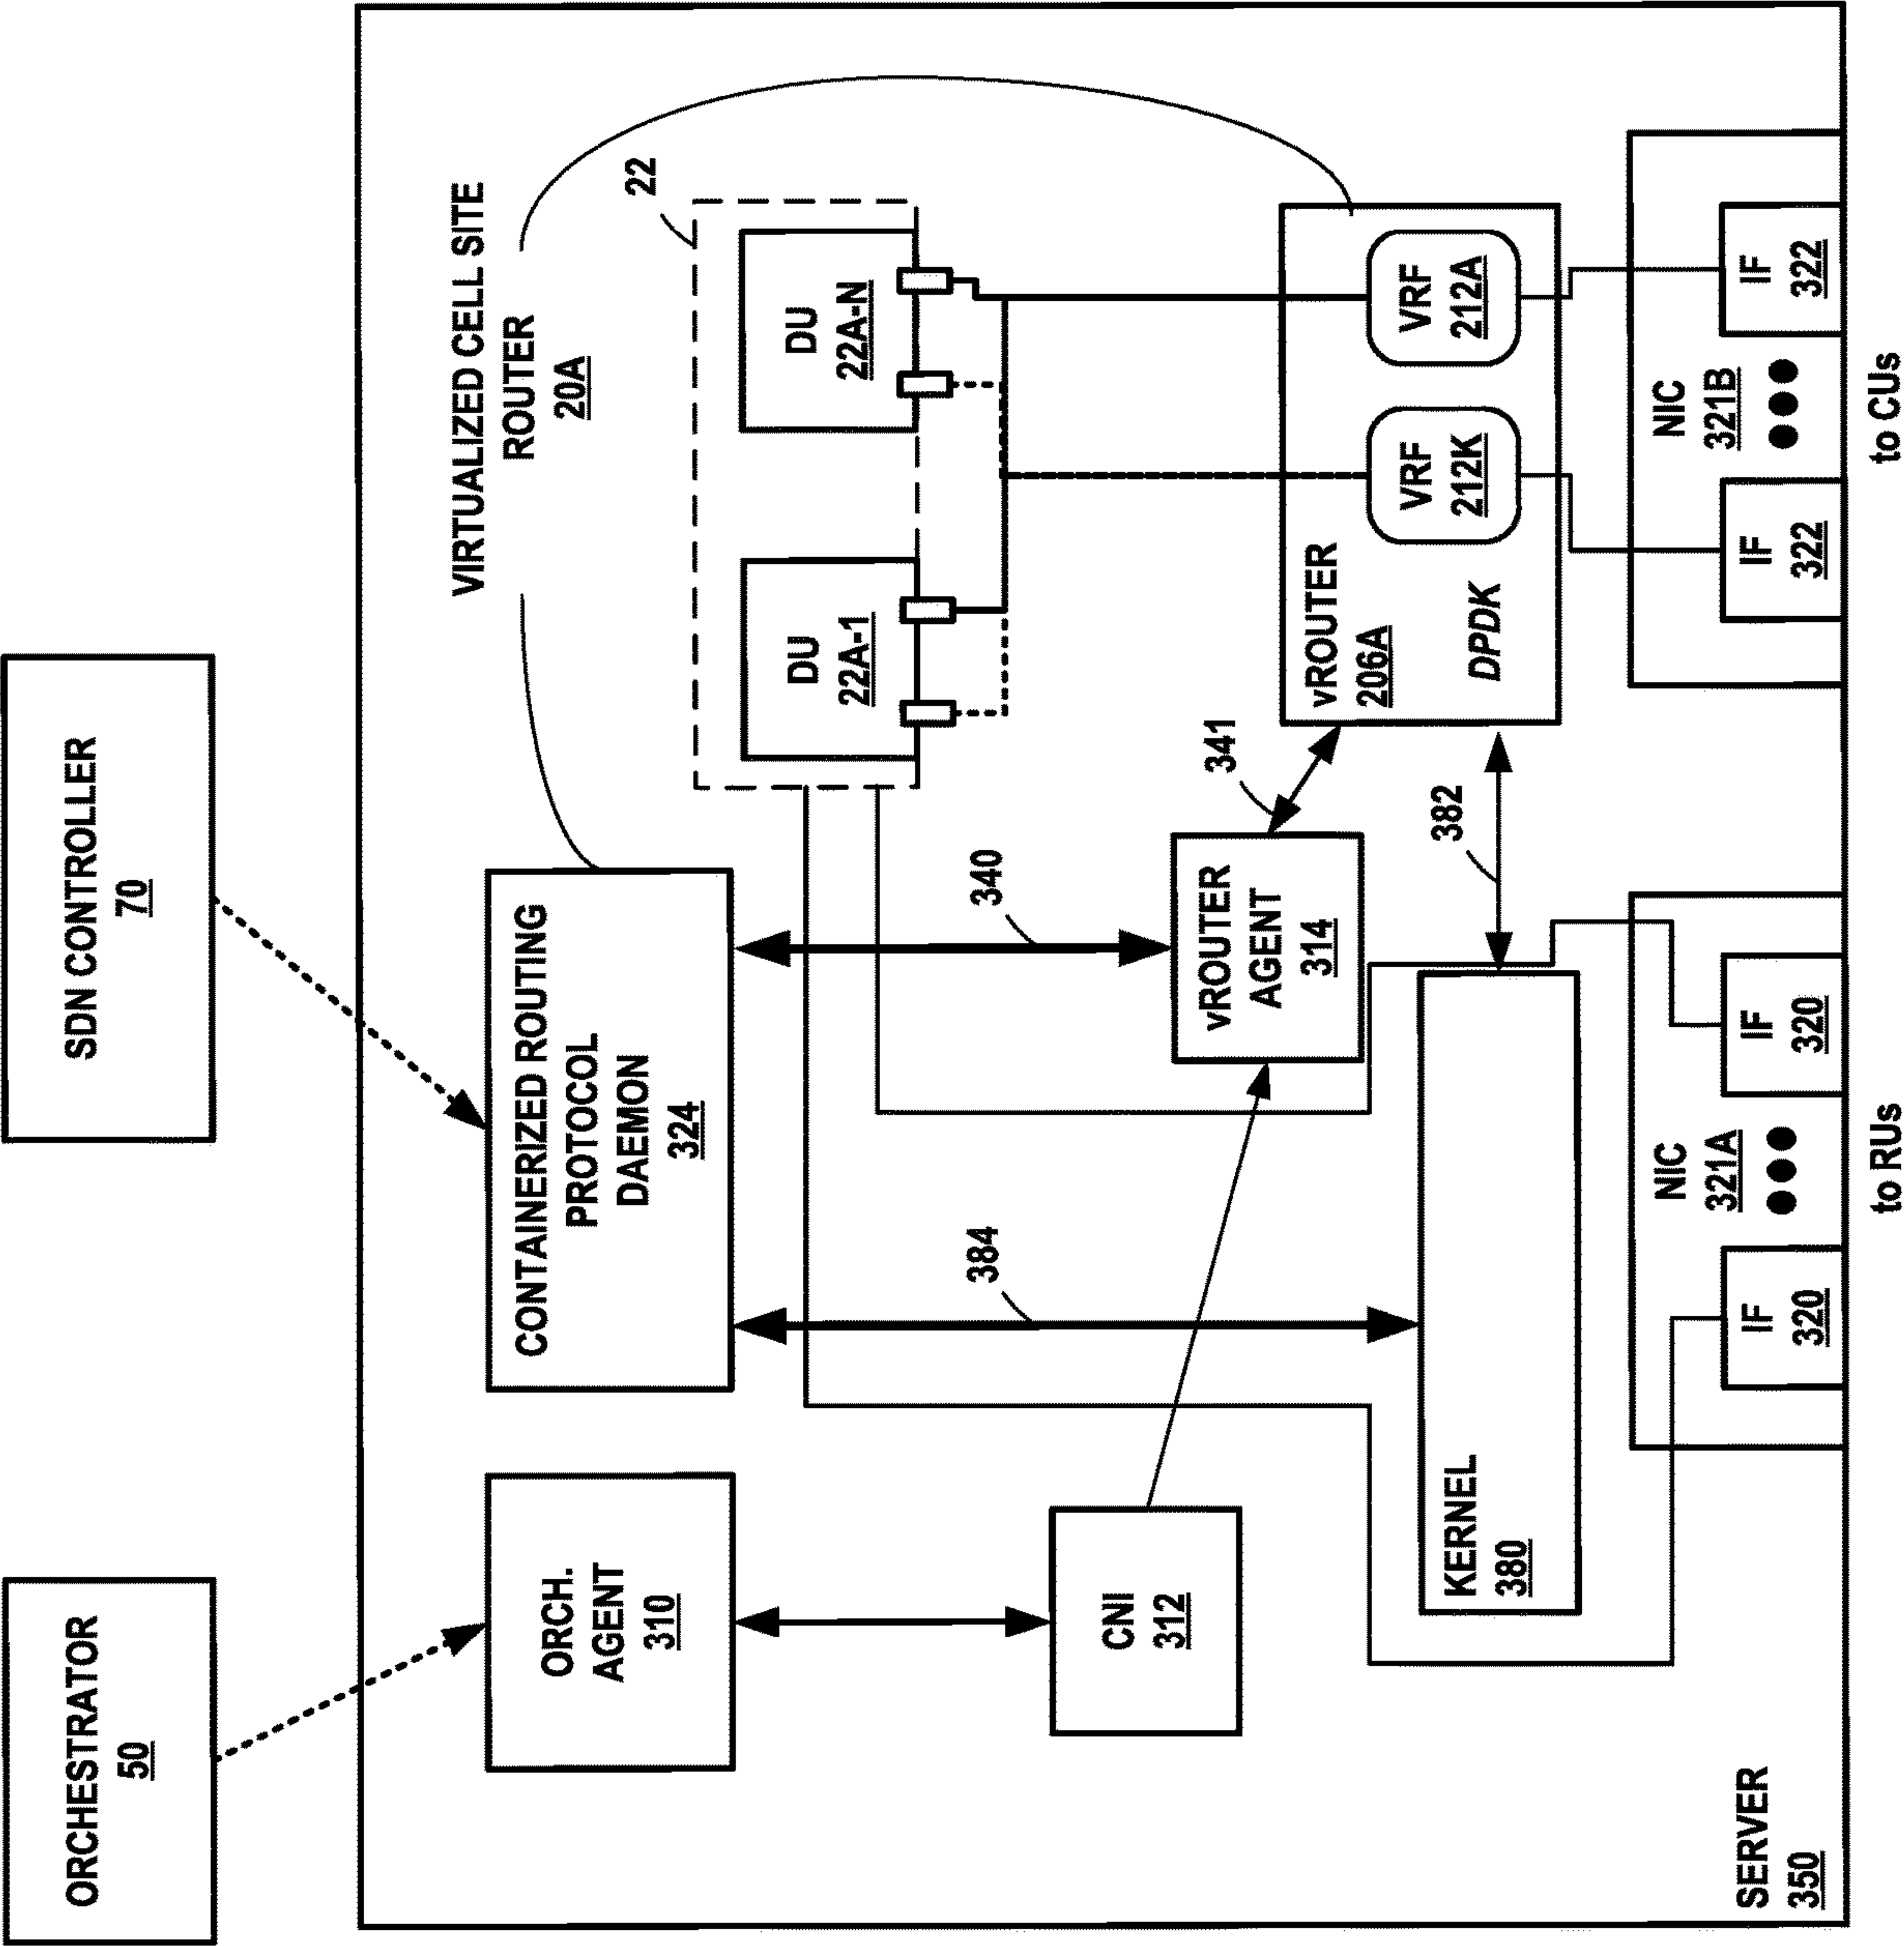 ORCHESTRATOR
50
SDN CONTROLLER
70
VIRTUALIZED CELL SITE
ROUTER
20A
ORCH.
AGENT
310
CONTAINERIZED ROUTING
PROTOCOL
DAEMON
324
22
DU
22A-1
DU
22A-N
384
340
CNI
312
vROUTER
AGENT
314
341
vROUTER
206A
DPDK
VRF
212K
VRF
212A
382
KERNEL
380
NIC
321A
IF
320
IF
320
NIC
321B
IF
322
IF
322
SERVER
350
to RUs
to CUs